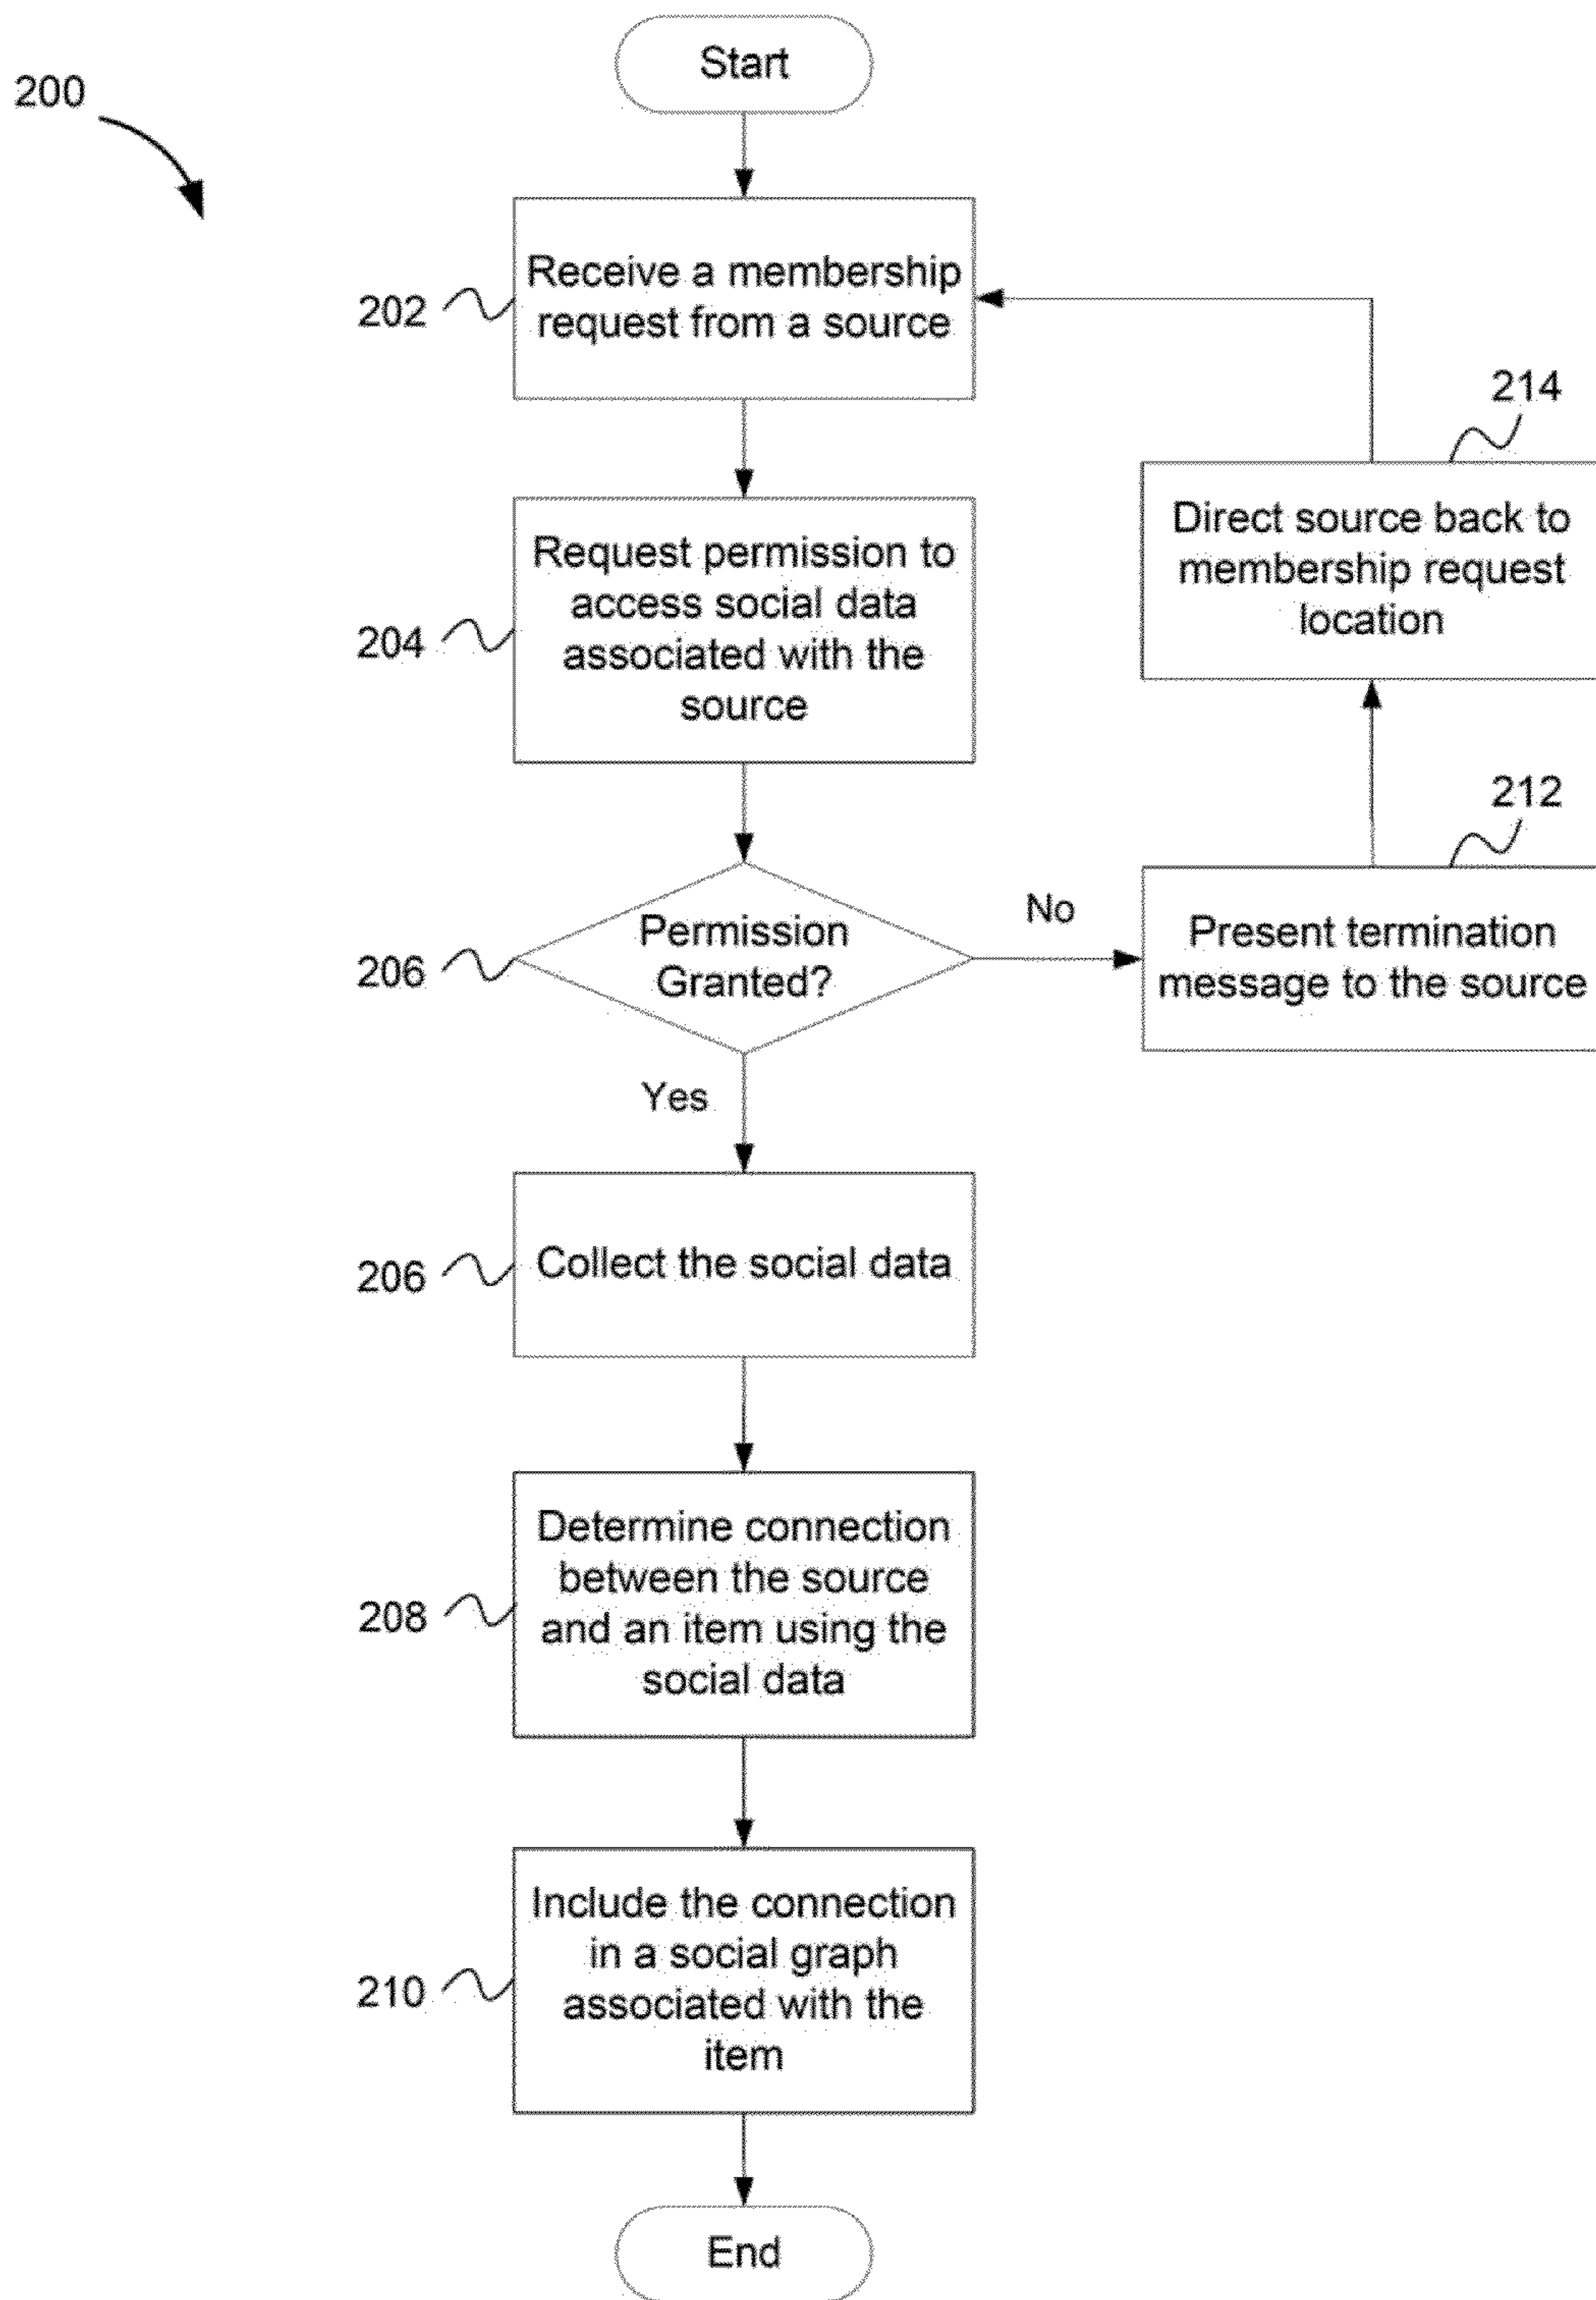 Start
200
Receive a membership
request from a source
202
214
Direct source back to
membership request
location
Request permission to
access social data
associated with the
source
204
212
Permission
Granted?
206
No
Present termination
message to the source
Yes
Collect the social data
206
Determine connection
between the source
and an item using the
social data
208
Include the connection
in a social graph
associated with the
item
210
End